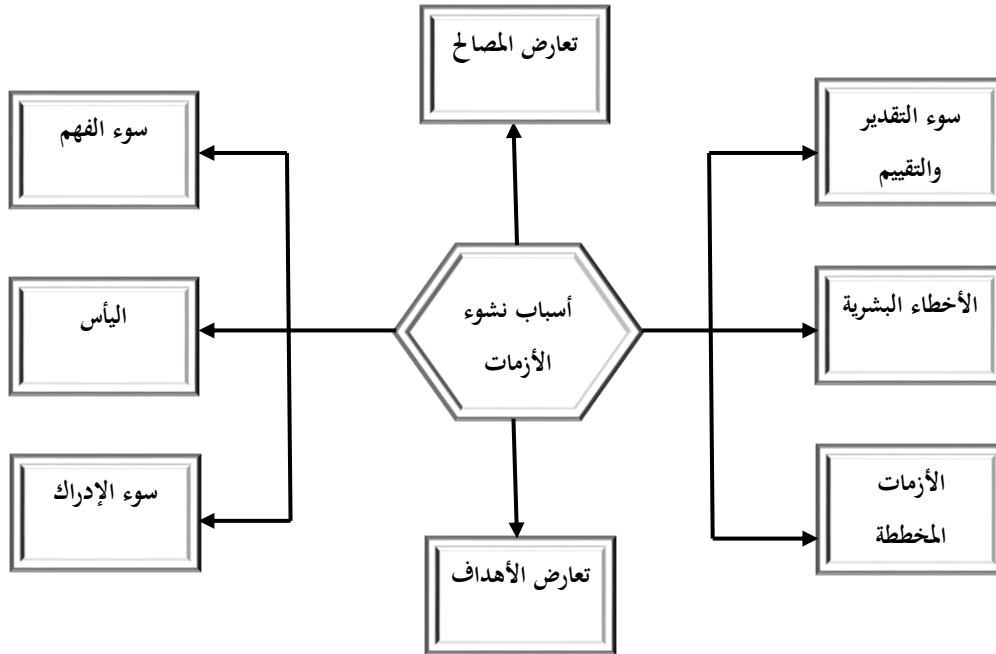 تعارض المصالح
سوء التقدير
والتقييم
سوء الفهم
أسباب نشوء
الأزمات
الأخطاء البشرية
اليأس
الأزمات
المخططة
سوء الإدراك
تعارض الأهداف